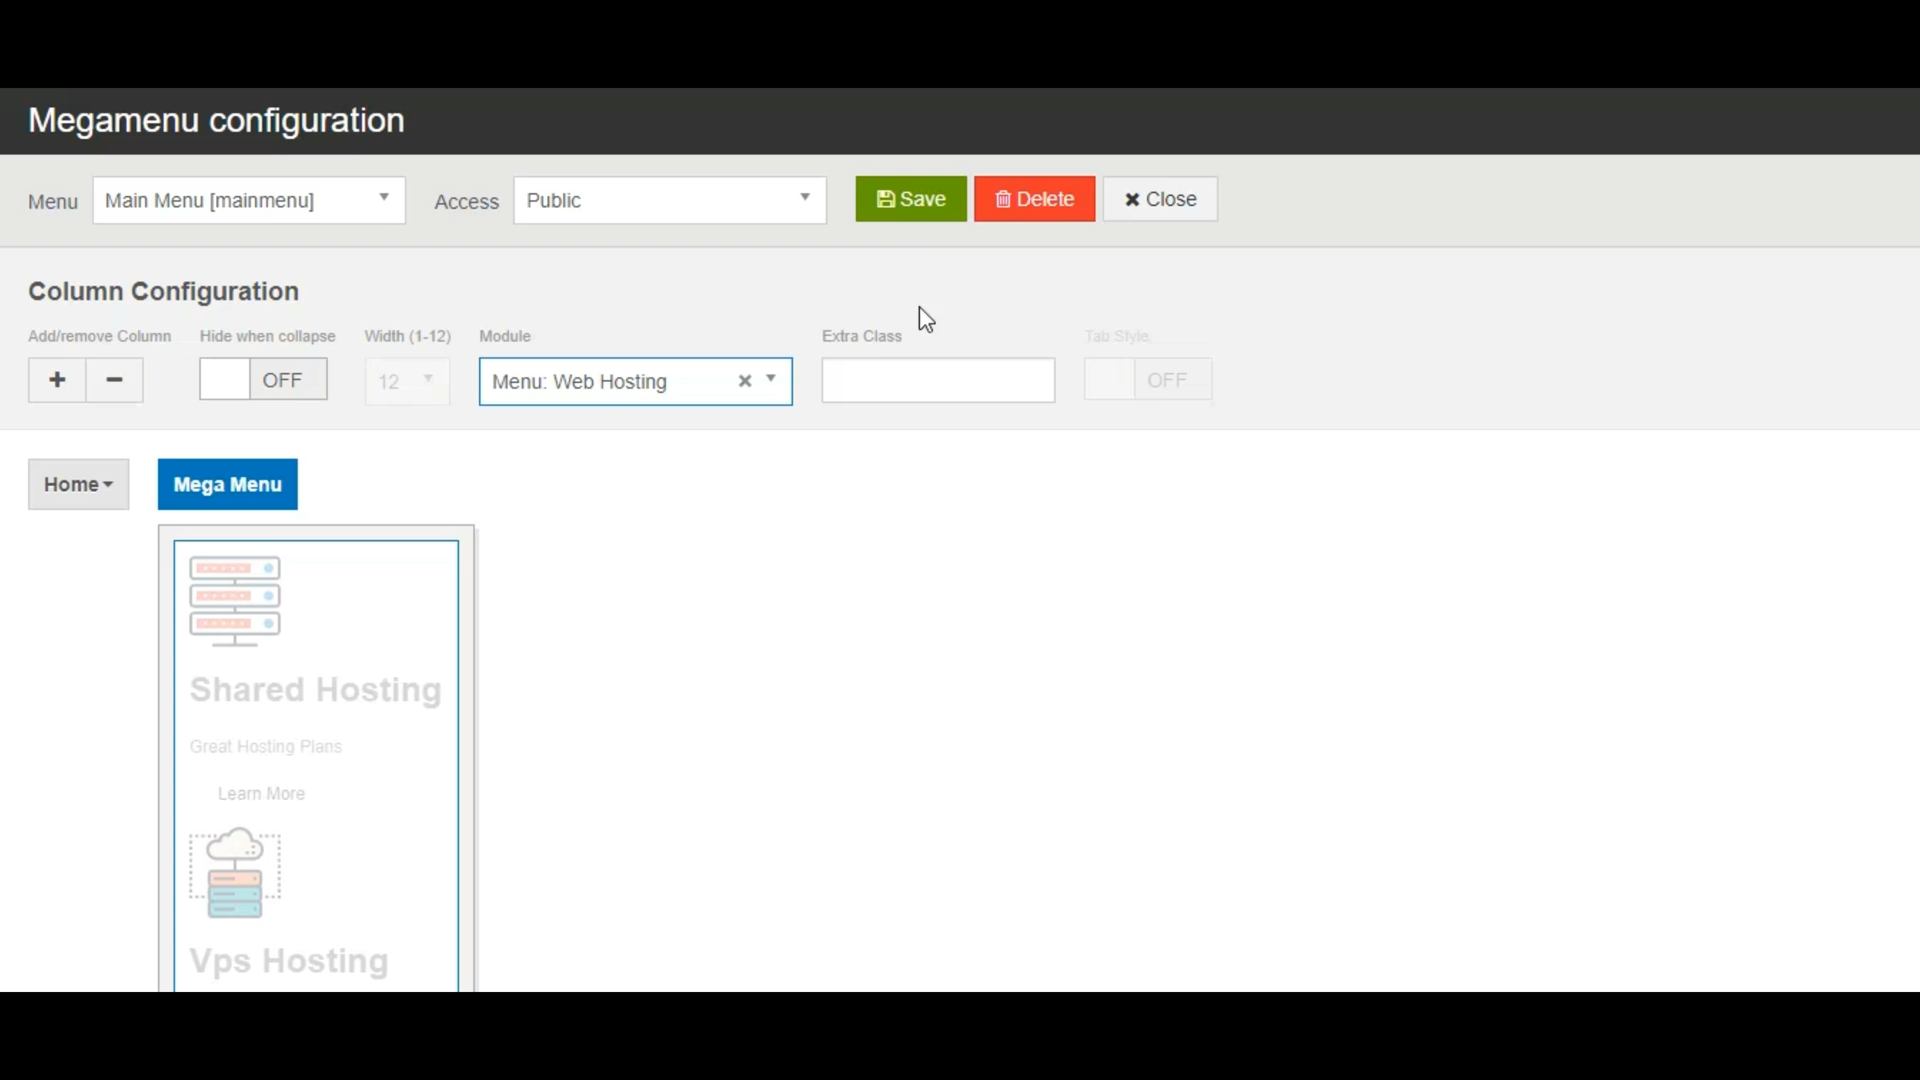 Megamenu configuration
Menu Main Menu [mainmenu] Access Public Save Delete Close
Column Configuration
Add/remove Column Hide when collapse Width (1-12) Module Extra Class Tab Style
+ − OFF 12 Menu: Web Hosting OFF
Home Mega Menu
Shared Hosting
Great Hosting Plans
Learn More
Vps Hosting